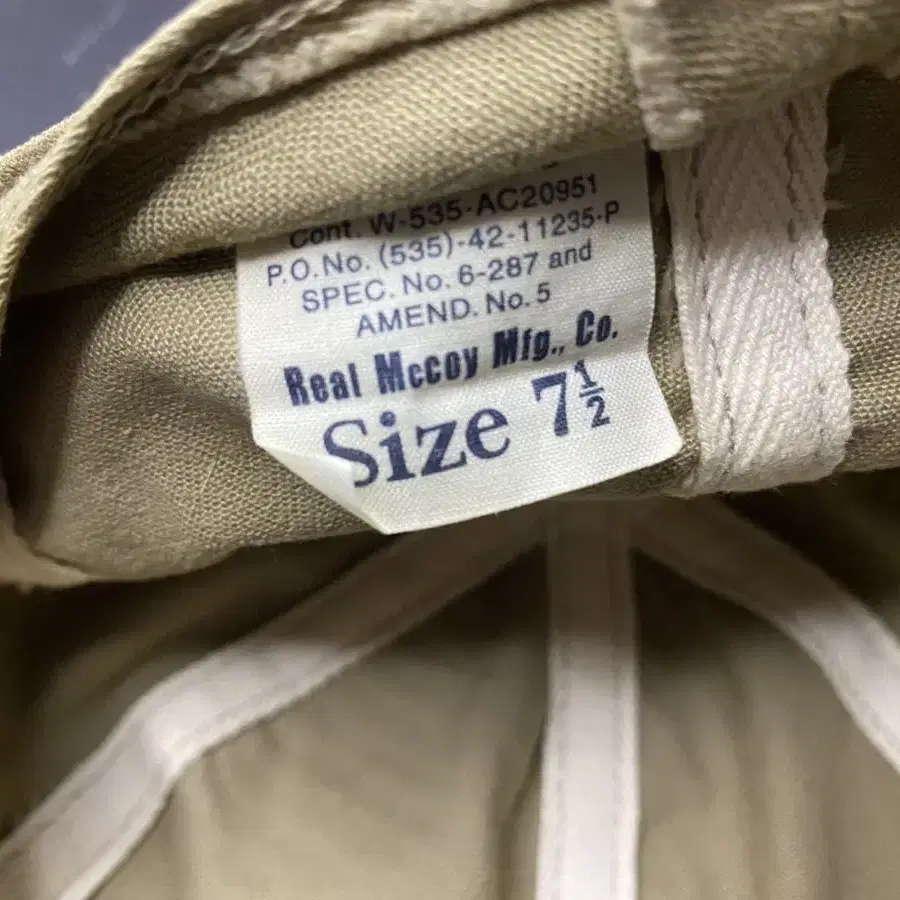 Cont. W-535-AC20951
P.O.No. (535)-42-11235-P
SPEC. No. 6-287 and
AMEND. No. 5
Real McCoy Mfg., Co.
Size 7½